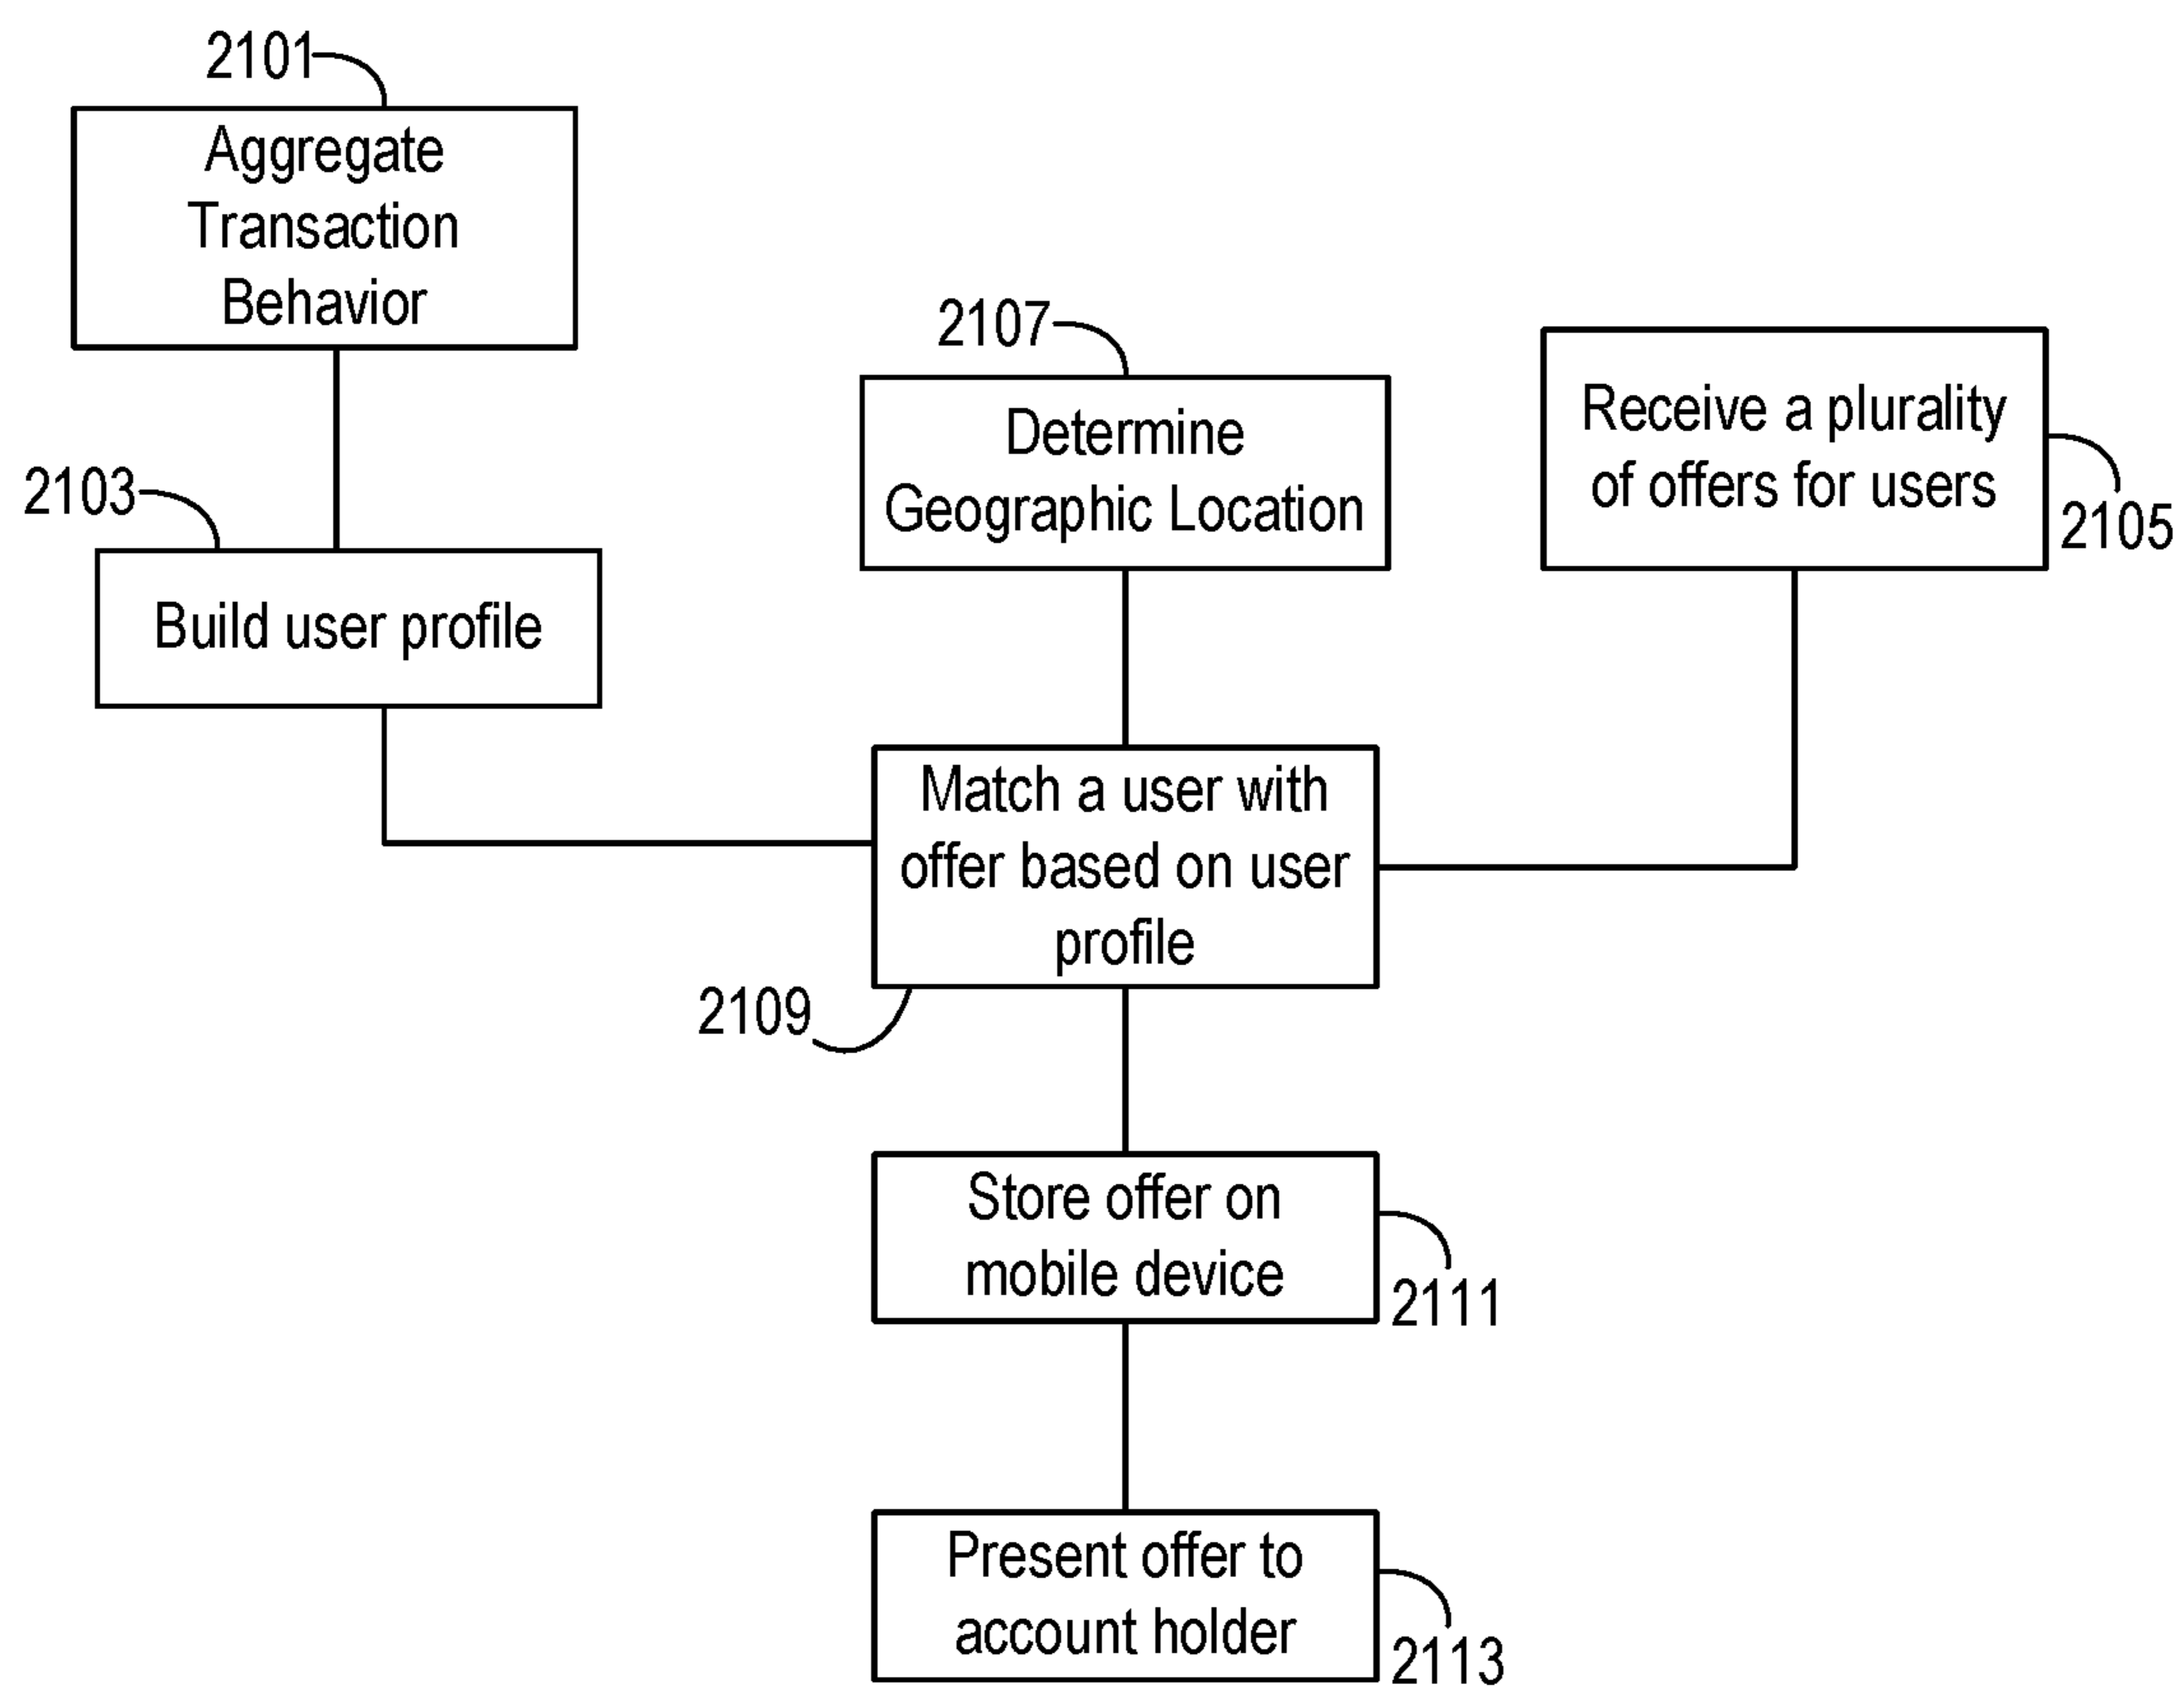 2101
Aggregate
Transaction
Behavior
2103
Build user profile
2107
Determine
Geographic Location
Receive a plurality
of offers for users
2105
Match a user with
offer based on user
profile
2109
Store offer on
mobile device
2111
Present offer to
account holder
2113